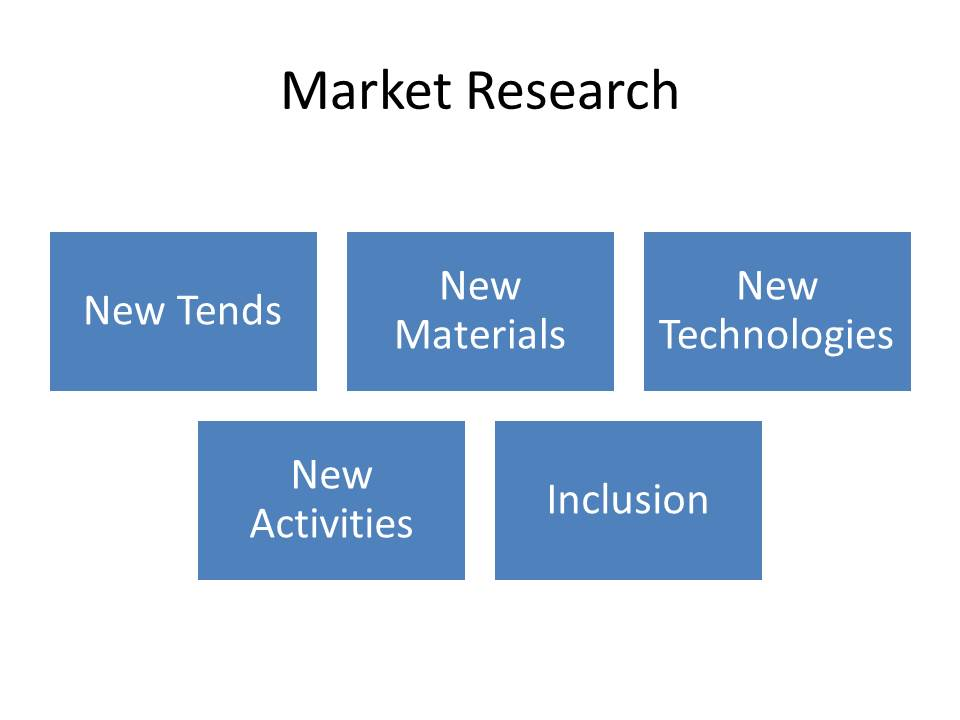 Market Research
New Tends
New
Materials
New
Technologies
New
Activities
Inclusion